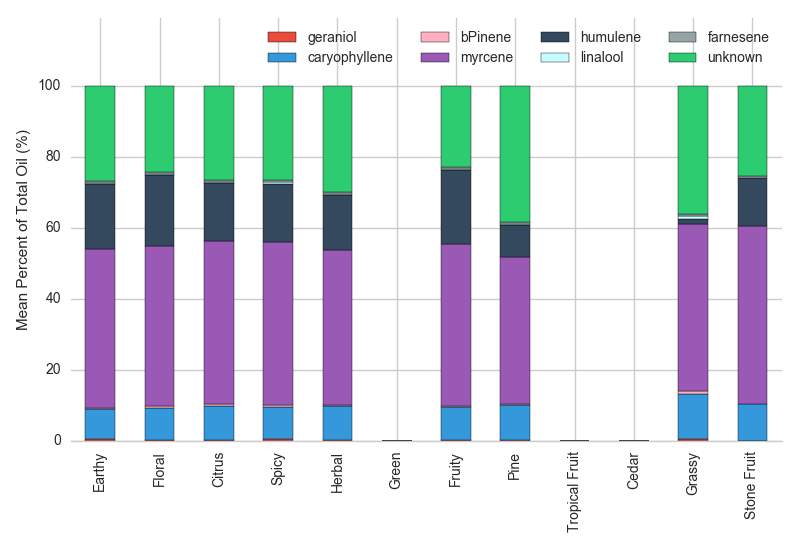 geraniol bPinene humulene farnesene
caryophyllene myrcene linalool unknown
Mean Percent of Total Oil (%)
100
80
60
40
20
0
Earthy
Floral
Citrus
Spicy
Herbal
Green
Fruity
Pine
Tropical Fruit
Cedar
Grassy
Stone Fruit